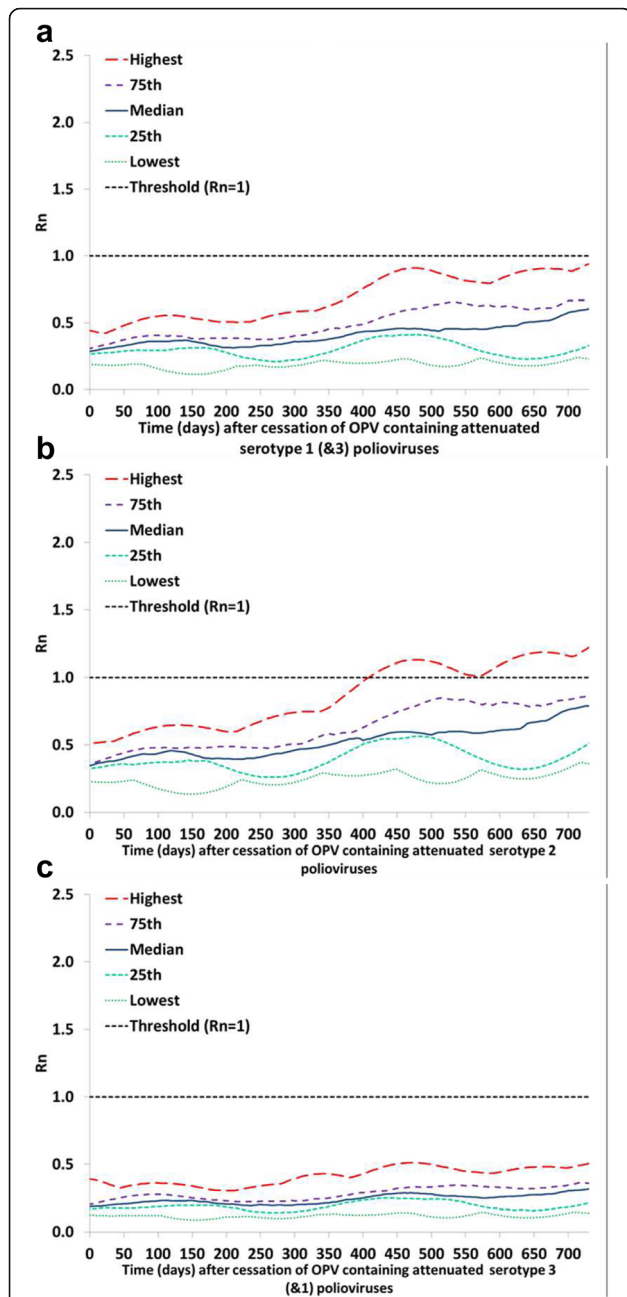 a
Highest
75th
Median
25th
Lowest
Threshold (Rn=1)
2.5
2.0
1.5
1.0
0.5
0.0
Rn
0 50 100 150 200 250 300 350 400 450 500 550 600 650 700
Time (days) after cessation of OPV containing attenuated
serotype 1 (&3) polioviruses
b
Highest
75th
Median
25th
Lowest
Threshold (Rn=1)
2.5
2.0
1.5
1.0
0.5
0.0
Rn
0 50 100 150 200 250 300 350 400 450 500 550 600 650 700
Time (days) after cessation of OPV containing attenuated serotype 2
polioviruses
c
Highest
75th
Median
25th
Lowest
Threshold (Rn=1)
2.5
2.0
1.5
1.0
0.5
0.0
Rn
0 50 100 150 200 250 300 350 400 450 500 550 600 650 700
Time (days) after cessation of OPV containing attenuated serotype 3
(&1) polioviruses